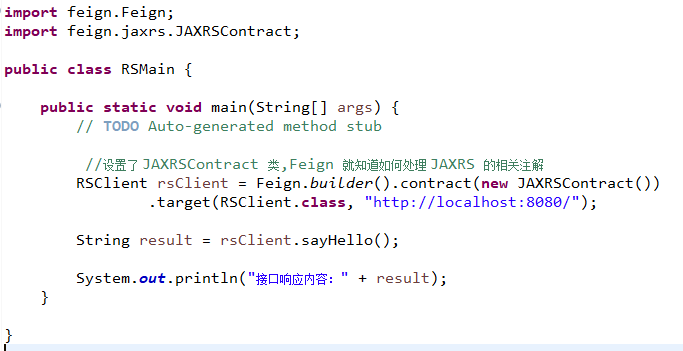 import feign.Feign;
import feign.jaxrs.JAXRSContract;
public class RSMain {
public static void main(String[] args) {
// TODO Auto-generated method stub
//设置了 JAXRSContract 类,Feign 就知道如何处理 JAXRS 的相关注解
RSClient rsClient = Feign.builder().contract(new JAXRSContract())
.target(RSClient.class, "http://localhost:8080/");
String result = rsClient.sayHello();
System.out.println("接口响应内容：" + result);
}
}